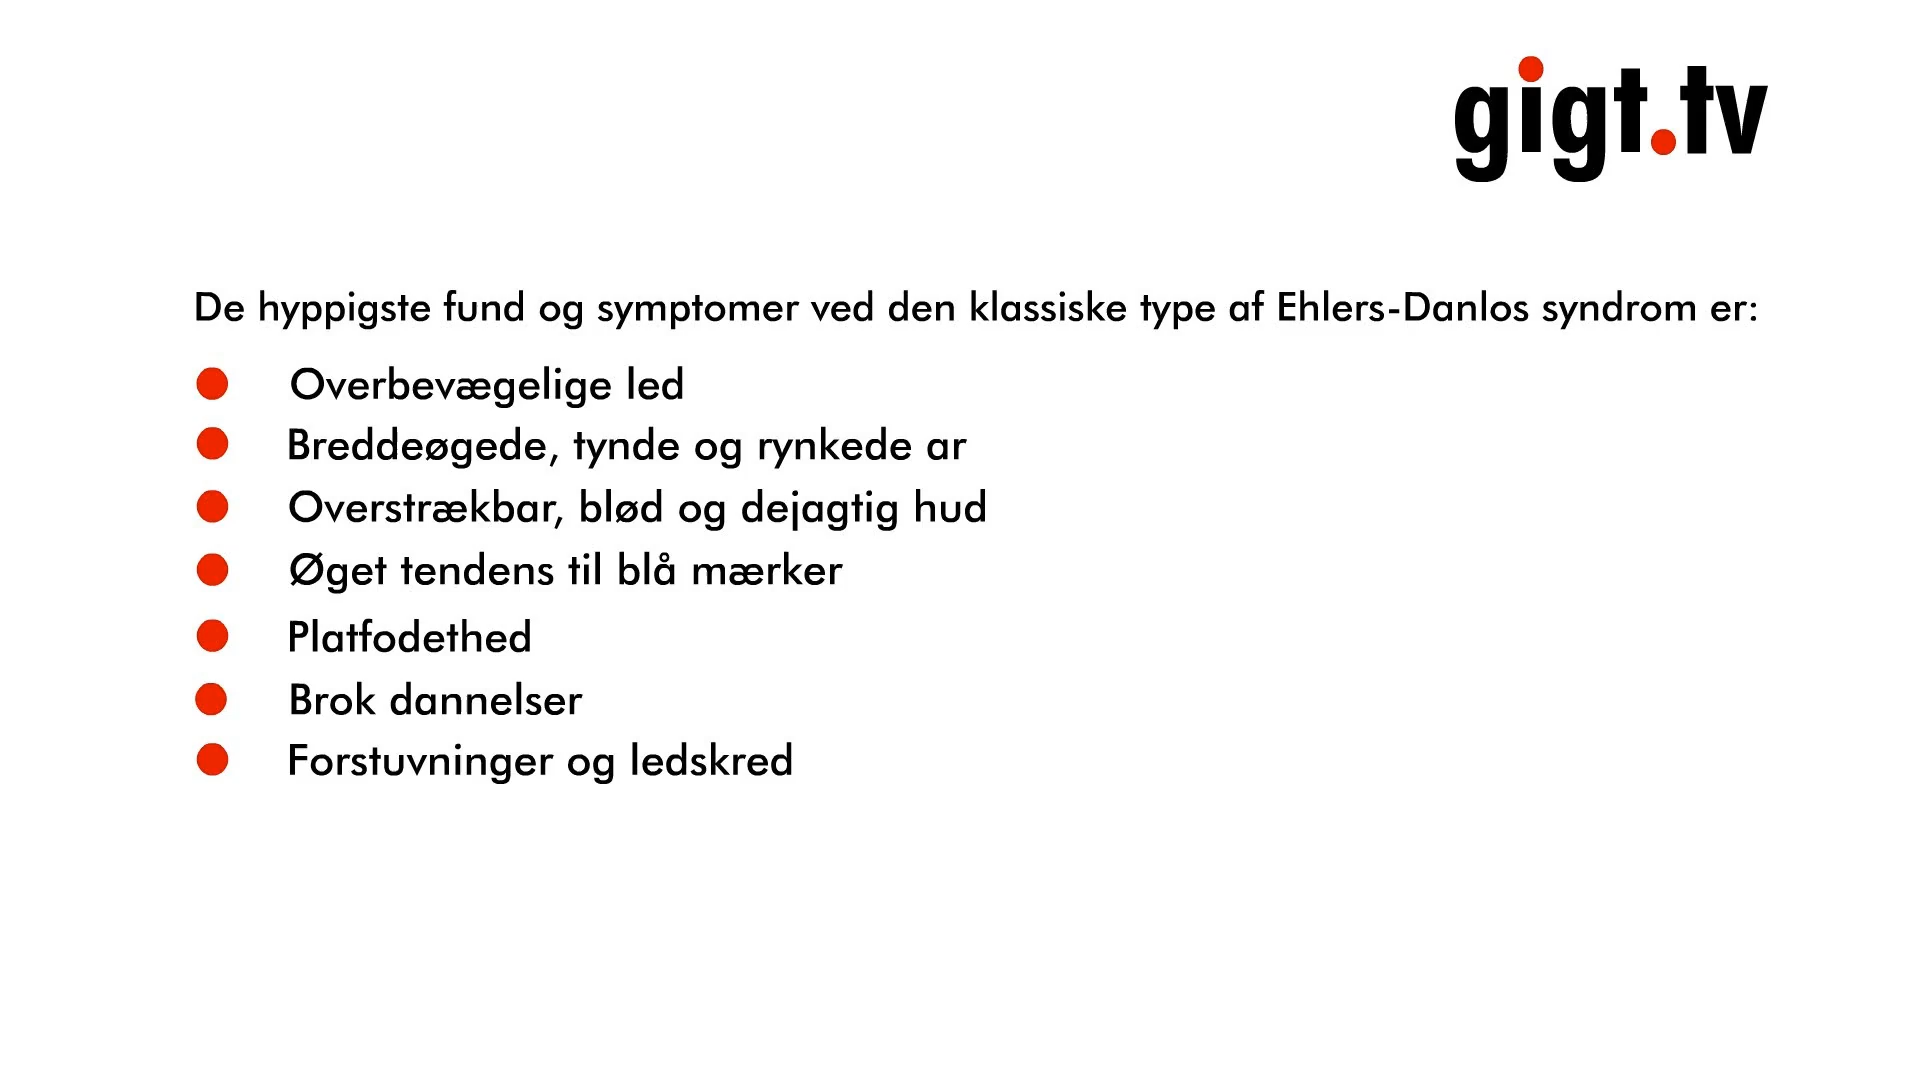 gigt.tv
De hyppigste fund og symptomer ved den klassiske type af Ehlers-Danlos syndrom er:
Overbevægelige led
Breddeøgede, tynde og rynkede ar
Overstrækbar, blød og dejagtig hud
Øget tendens til blå mærker
Platfodethed
Brok dannelser
Forstuvninger og ledskred